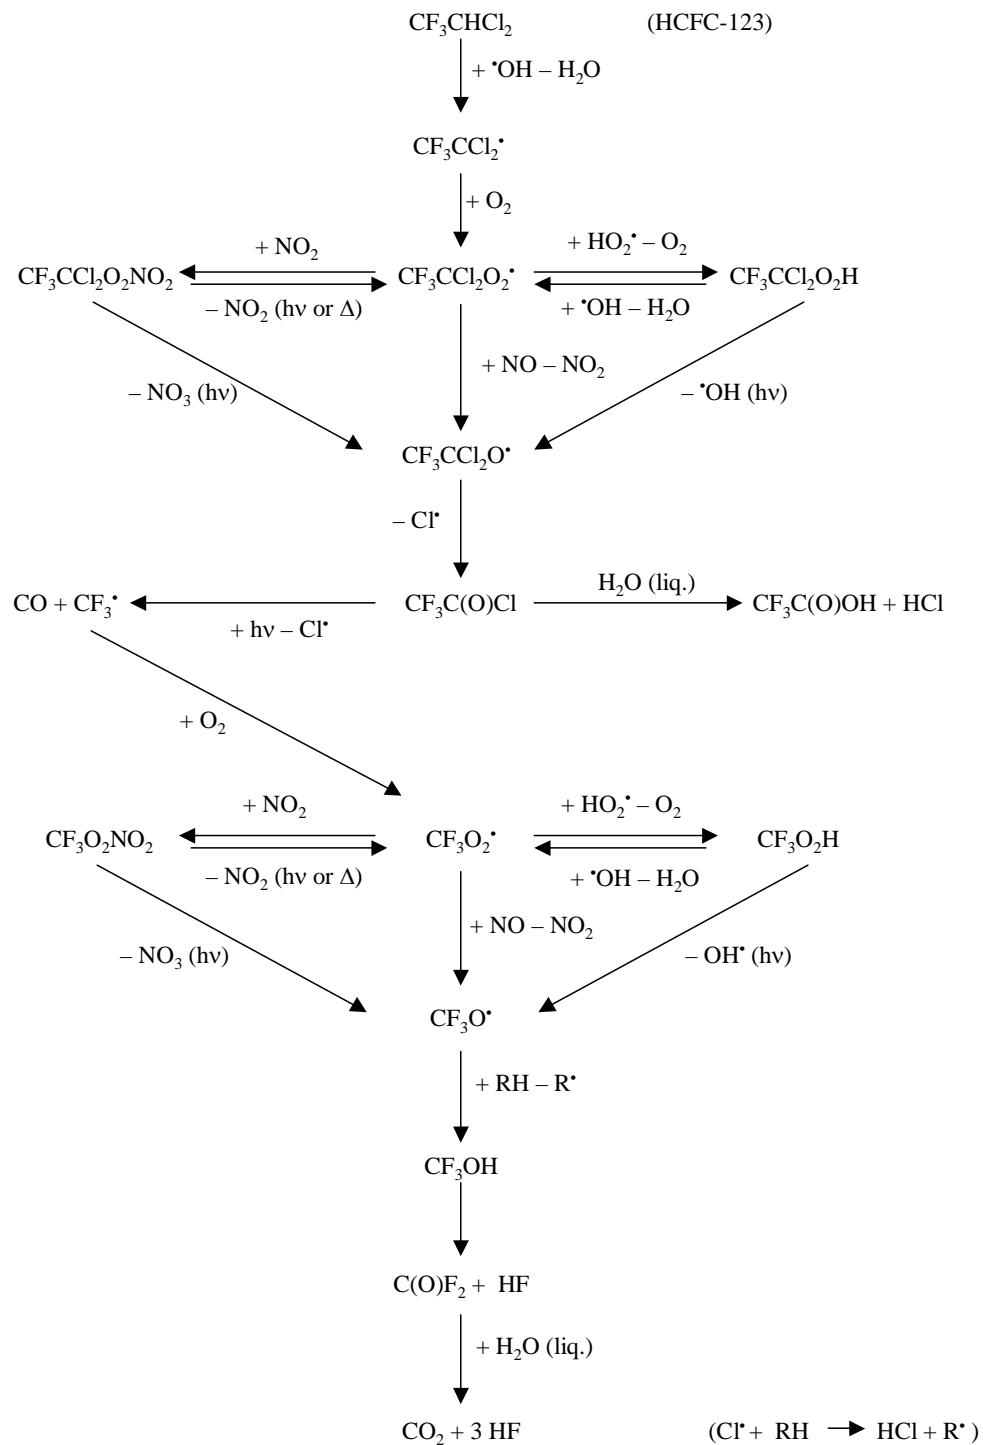 CF₃CHCl₂ (HCFC-123)
+ •OH – H₂O
CF₃CCl₂•
+ O₂
+ NO₂ + HO₂• – O₂
CF₃CCl₂O₂NO₂ CF₃CCl₂O₂• CF₃CCl₂O₂H
– NO₂ (hν or Δ) + •OH – H₂O
+ NO – NO₂
– NO₃ (hν) – •OH (hν)
CF₃CCl₂O•
– Cl•
H₂O (liq.)
CO + CF₃• CF₃C(O)Cl CF₃C(O)OH + HCl
+ hν – Cl•
+ O₂
+ NO₂ + HO₂• – O₂
CF₃O₂NO₂ CF₃O₂• CF₃O₂H
– NO₂ (hν or Δ) + •OH – H₂O
+ NO – NO₂
– NO₃ (hν) – OH• (hν)
CF₃O•
+ RH – R•
CF₃OH
C(O)F₂ + HF
+ H₂O (liq.)
CO₂ + 3 HF (Cl• + RH → HCl + R• )